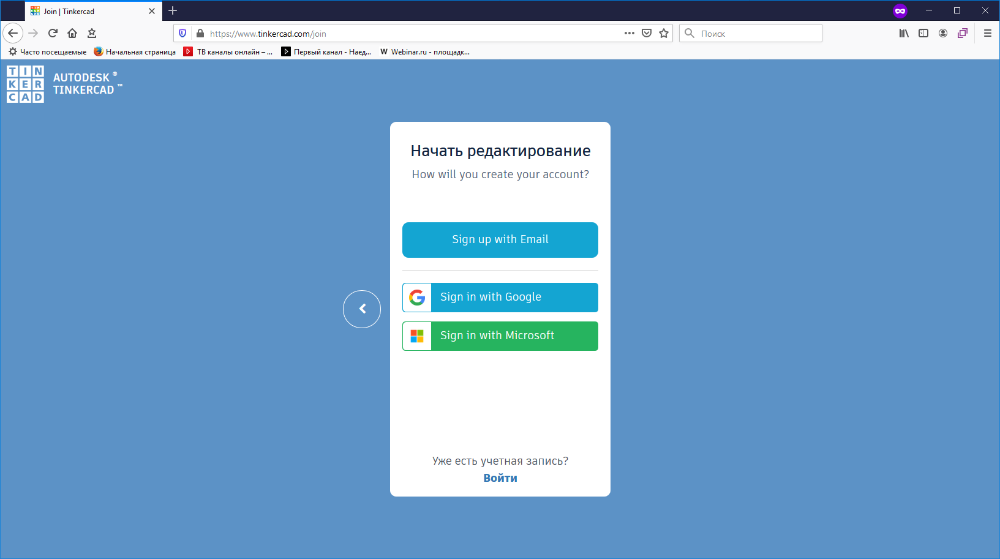 Join | Tinkercad
https://www.tinkercad.com/join
Поиск
Часто посещаемые
Начальная страница
ТВ каналы онлайн – ...
Первый канал - Наед...
W Webinar.ru - площадк...
TIN
KER
CAD
AUTODESK ®
TINKERCAD ™
Начать редактирование
How will you create your account?
Sign up with Email
Sign in with Google
Sign in with Microsoft
Уже есть учетная запись?
Войти